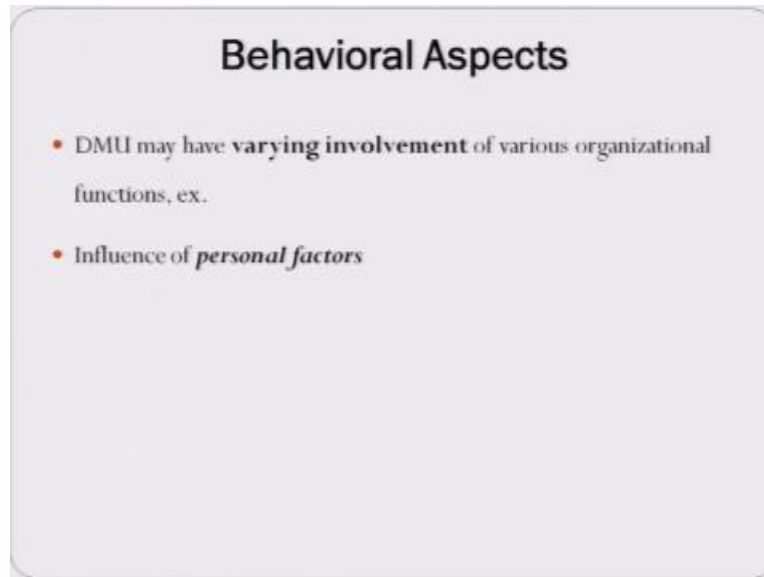 Behavioral Aspects
• DMU may have varying involvement of various organizational
functions, ex.
• Influence of personal factors